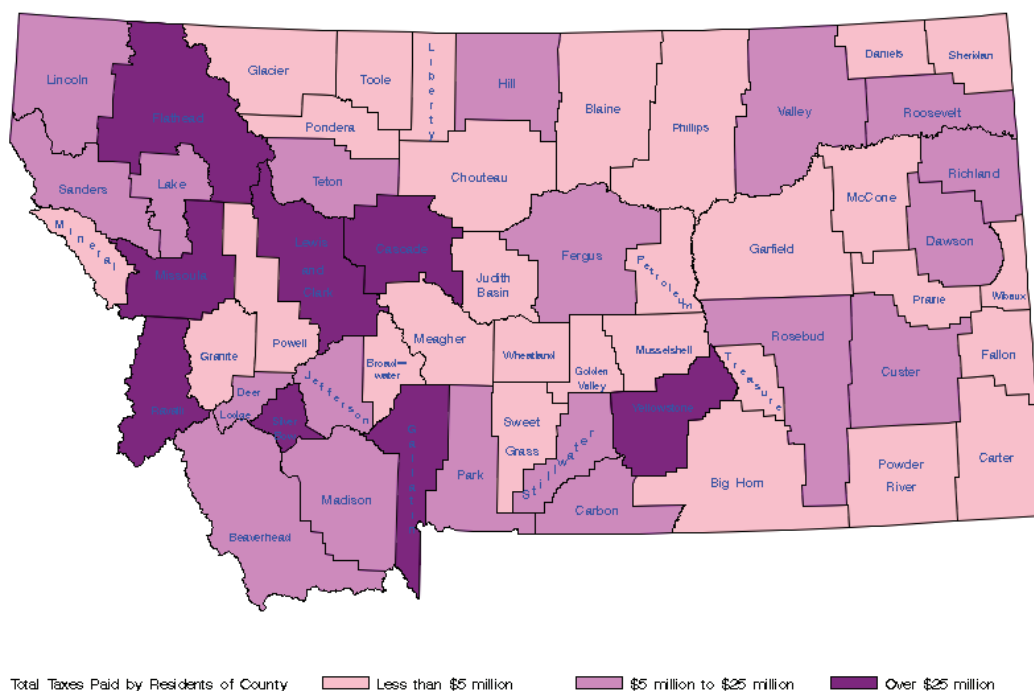 Lincoln
Flathead
Glacier
Toole
Liberty
Hill
Blaine
Phillips
Valley
Daniels
Sheridan
Roosevelt
Pondera
Sanders
Lake
Teton
Chouteau
Richland
McCone
Mineral
Missoula
Lewis
and
Clark
Cascade
Judith
Basin
Fergus
Petroleum
Garfield
Dawson
Prairie
Wibaux
Granite
Powell
Meagher
Broad-
water
Wheatland
Golden
Valley
Musselshell
Treasure
Rosebud
Custer
Fallon
Ravalli
Deer
Lodge
Silver
Bow
Jefferson
Gallatin
Park
Sweet
Grass
Stillwater
Yellowstone
Big Horn
Powder
River
Carter
Beaverhead
Madison
Carbon
Total Taxes Paid by Residents of County
Less than $5 million
$5 million to $25 million
Over $25 million